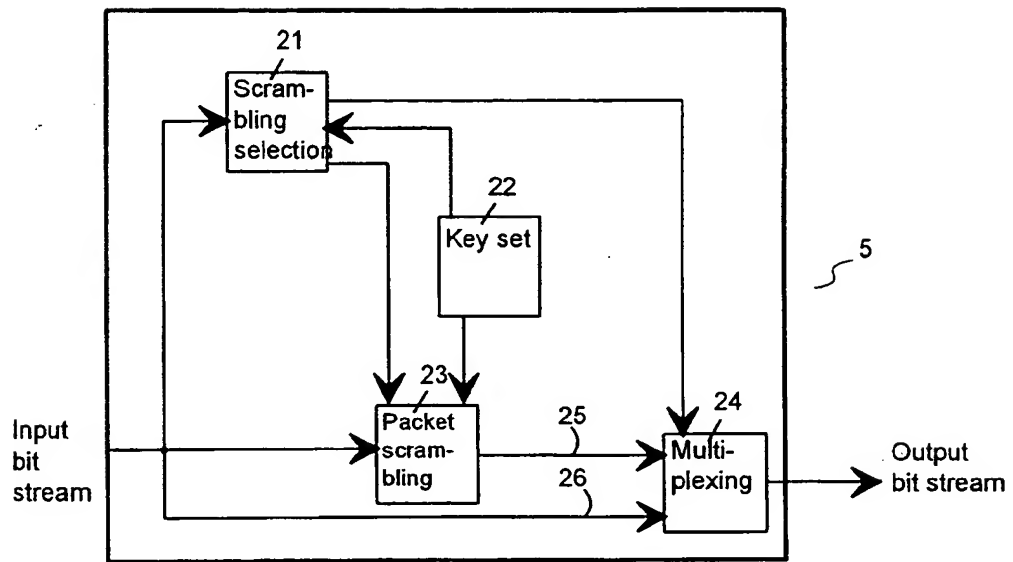 21
Scram-
bling
selection
22
Key set
5
23
Packet
scram-
bling
25
26
24
Multi-
plexing
Input
bit
stream
Output
bit stream